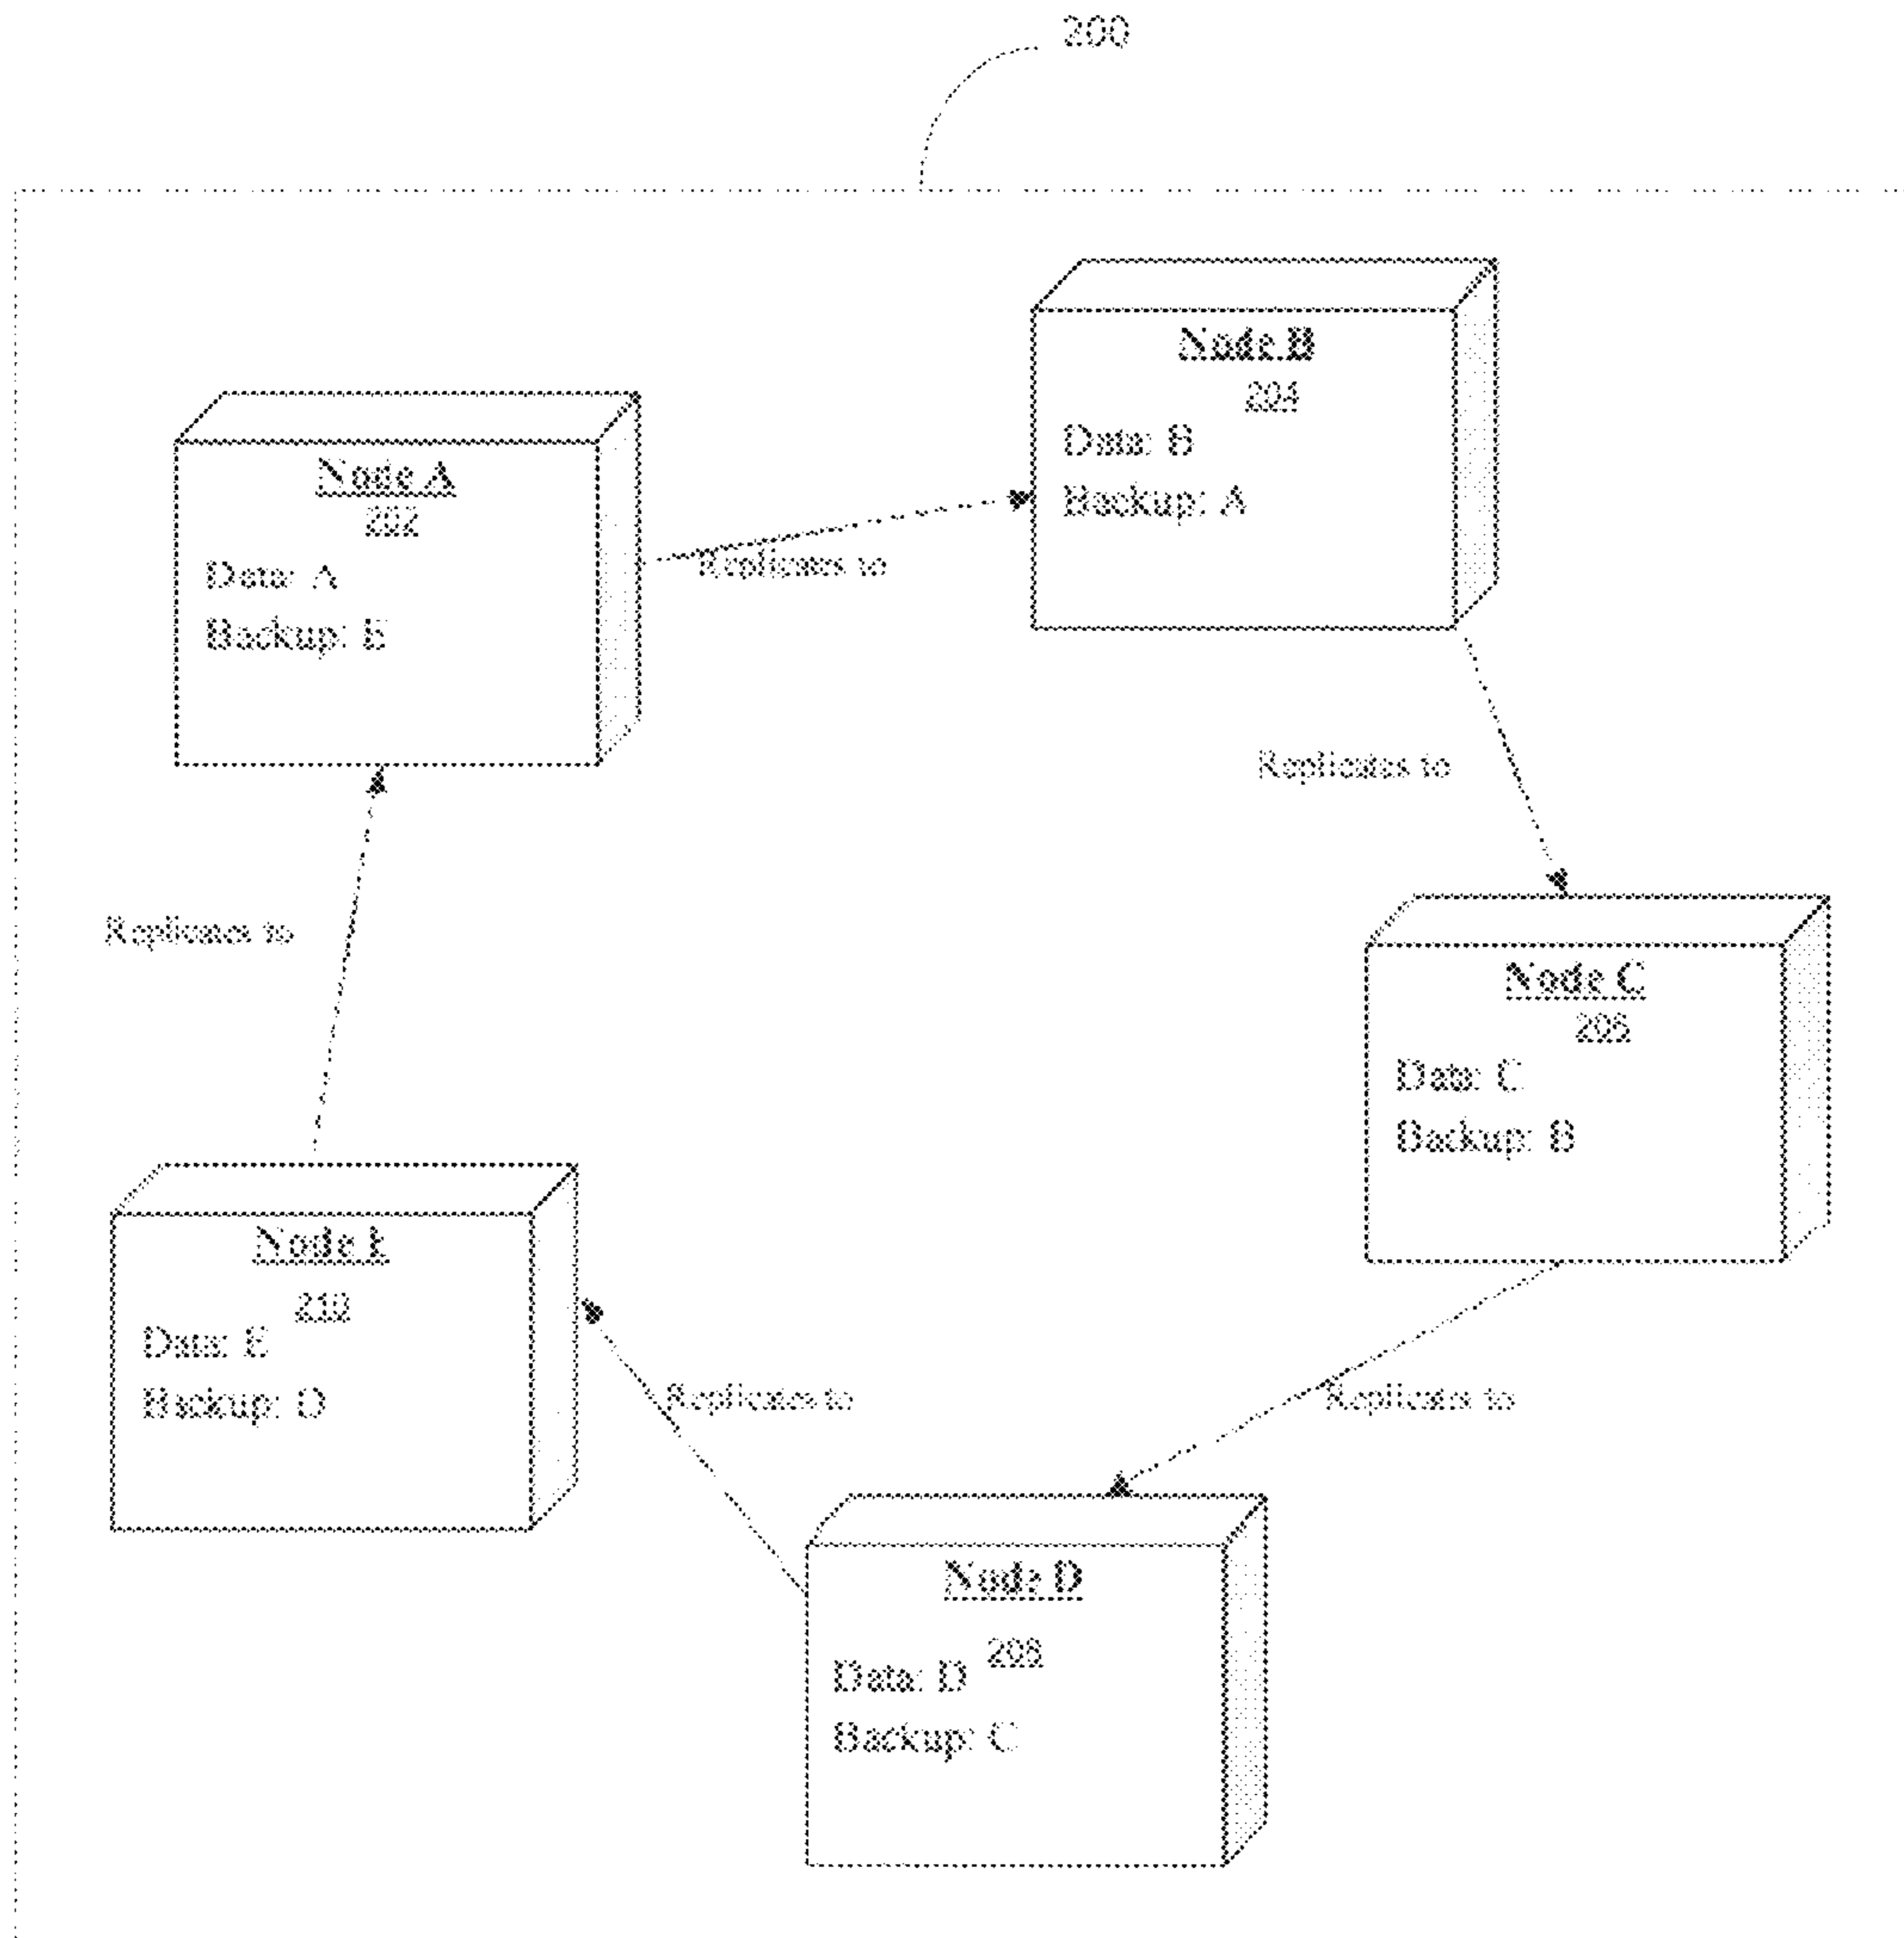 200
Node B
204
Data: B
Backup: A
Node A
202
Data: A
Backup: E
Replicates to
Replicates to
Replicates to
Node C
206
Data: C
Backup: B
Node E
210
Data: E
Backup: D
Replicates to
Replicates to
Node D
208
Data: D
Backup: C